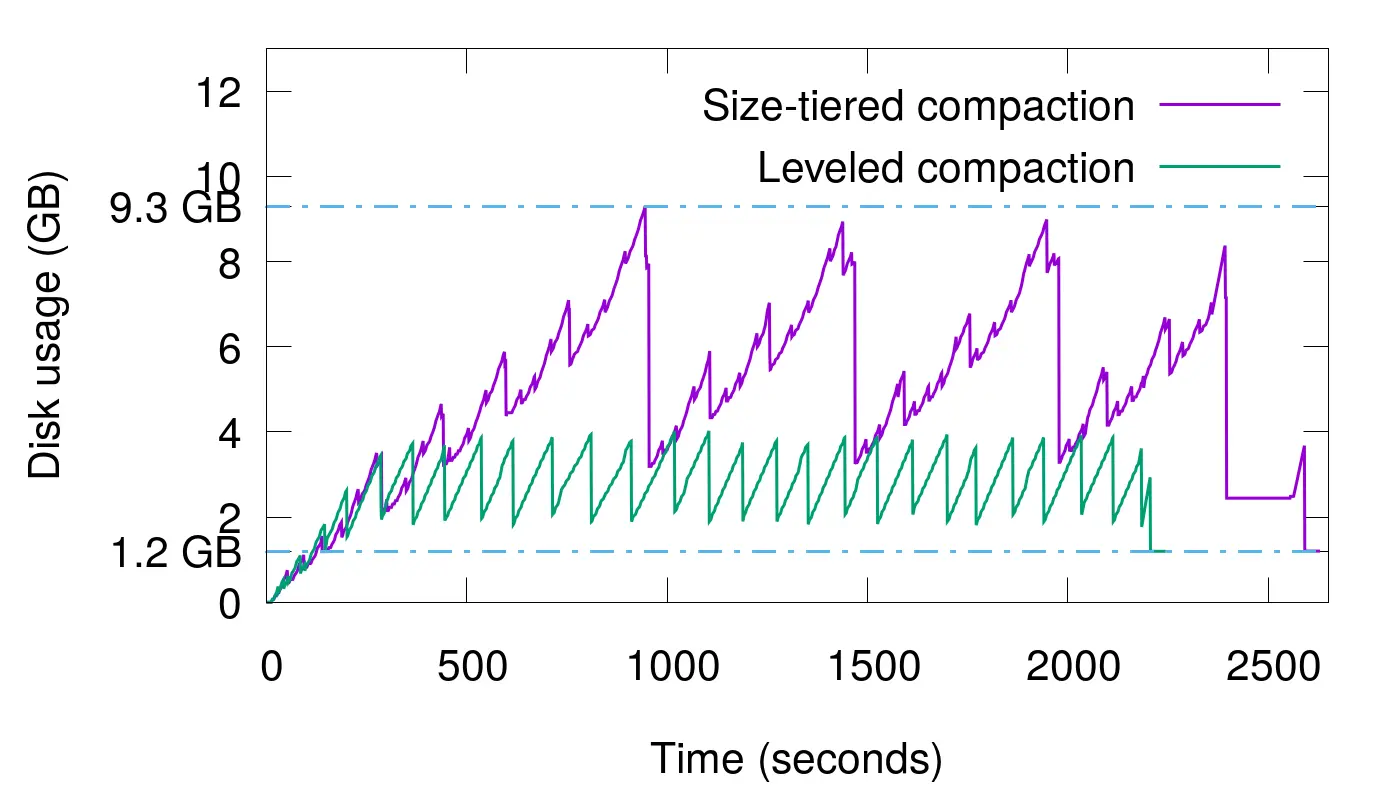 Size-tiered compaction
Leveled compaction
Disk usage (GB)
12
10
9.3 GB
8
6
4
2
1.2 GB
0
0 500 1000 1500 2000 2500
Time (seconds)